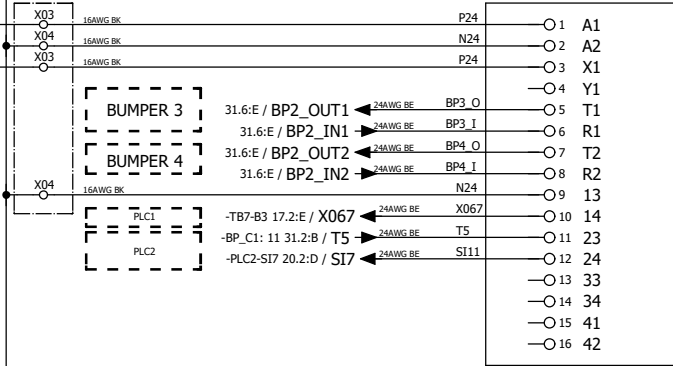 X03 16AWG BK P24 1 A1
X04 16AWG BK N24 2 A2
X03 16AWG BK P24 3 X1
4 Y1
BUMPER 3 31.6:E / BP2_OUT1 24AWG BE BP3_O 5 T1
31.6:E / BP2_IN1 24AWG BE BP3_I 6 R1
BUMPER 4 31.6:E / BP2_OUT2 24AWG BE BP4_O 7 T2
31.6:E / BP2_IN2 24AWG BE BP4_I 8 R2
X04 16AWG BK N24 9 13
PLC1 -TB7-B3 17.2:E / X067 24AWG BE X067 10 14
PLC2 -BP_C1: 11 31.2:B / T5 24AWG BE T5 11 23
-PLC2-SI7 20.2:D / SI7 24AWG BE SI11 12 24
13 33
14 34
15 41
16 42